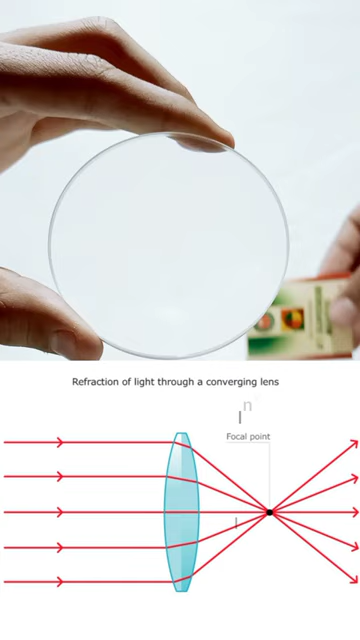 Refraction of light through a converging lens
n
Focal point